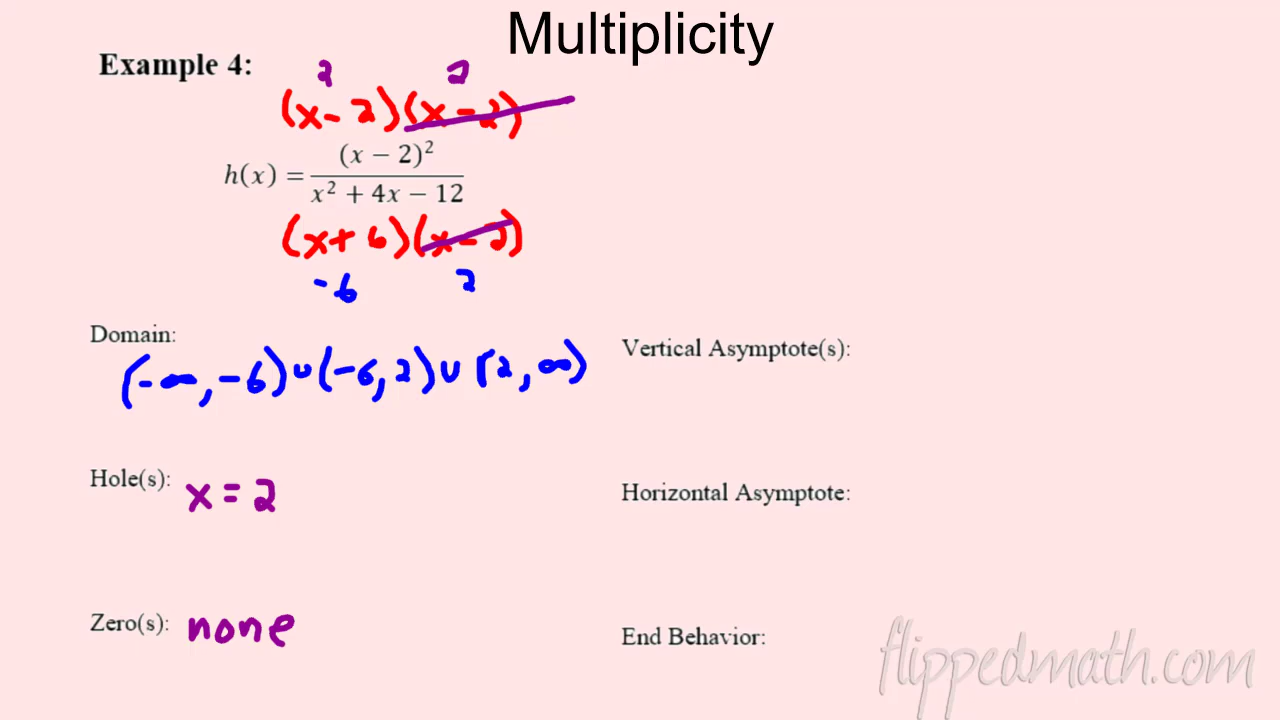 Multiplicity
Example 4:
2 2
(x - 2)(x - 2)
h(x) = (x − 2)² / x² + 4x − 12
(x + 6)(x - 2)
-6 2
Domain:
(-∞, -6) ∪ (-6, 2) ∪ (2, ∞)
Hole(s): x = 2
Zero(s): none
Vertical Asymptote(s):
Horizontal Asymptote:
End Behavior:
flippedmath.com